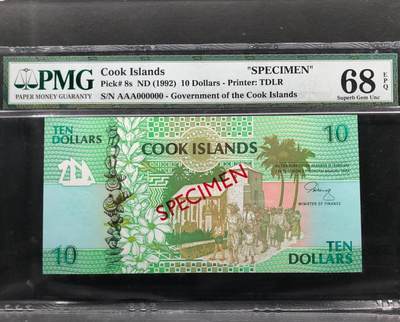 PMG
PAPER MONEY GUARANTY
Cook Islands "SPECIMEN"
Pick# 8s ND (1992) 10 Dollars - Printer: TDLR
S/N AAA000000 - Government of the Cook Islands
68
EPQ
Superb Gem Unc
TEN
DOLLARS
10
COOK ISLANDS
SPECIMEN
MINISTER OF FINANCE
10
TEN
DOLLARS